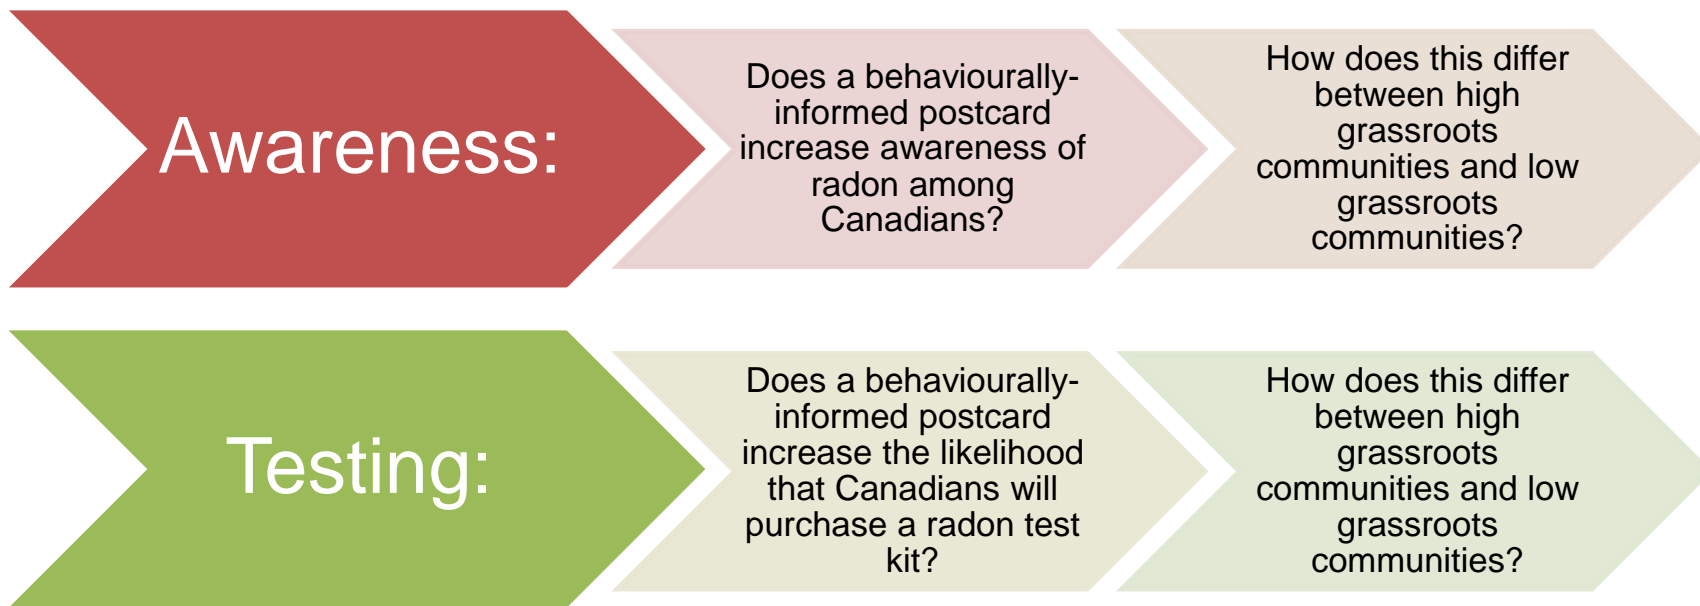 Awareness:
Does a behaviourally-
informed postcard
increase awareness of
radon among
Canadians?
How does this differ
between high
grassroots
communities and low
grassroots
communities?
Testing:
Does a behaviourally-
informed postcard
increase the likelihood
that Canadians will
purchase a radon test
kit?
How does this differ
between high
grassroots
communities and low
grassroots
communities?